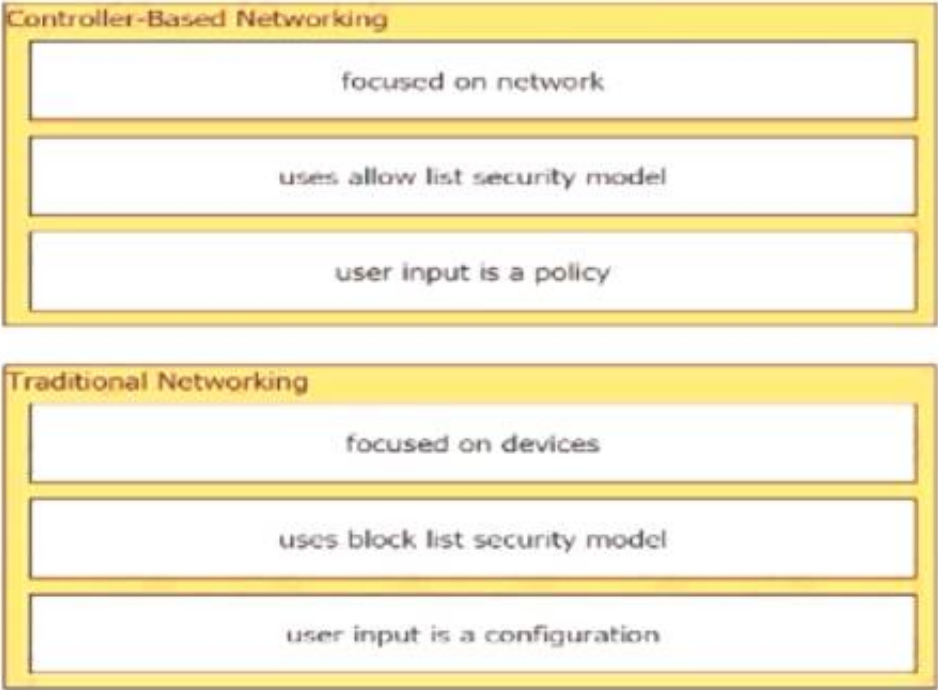 Controller-Based Networking
focused on network
uses allow list security model
user input is a policy
Traditional Networking
focused on devices
uses block list security model
user input is a configuration